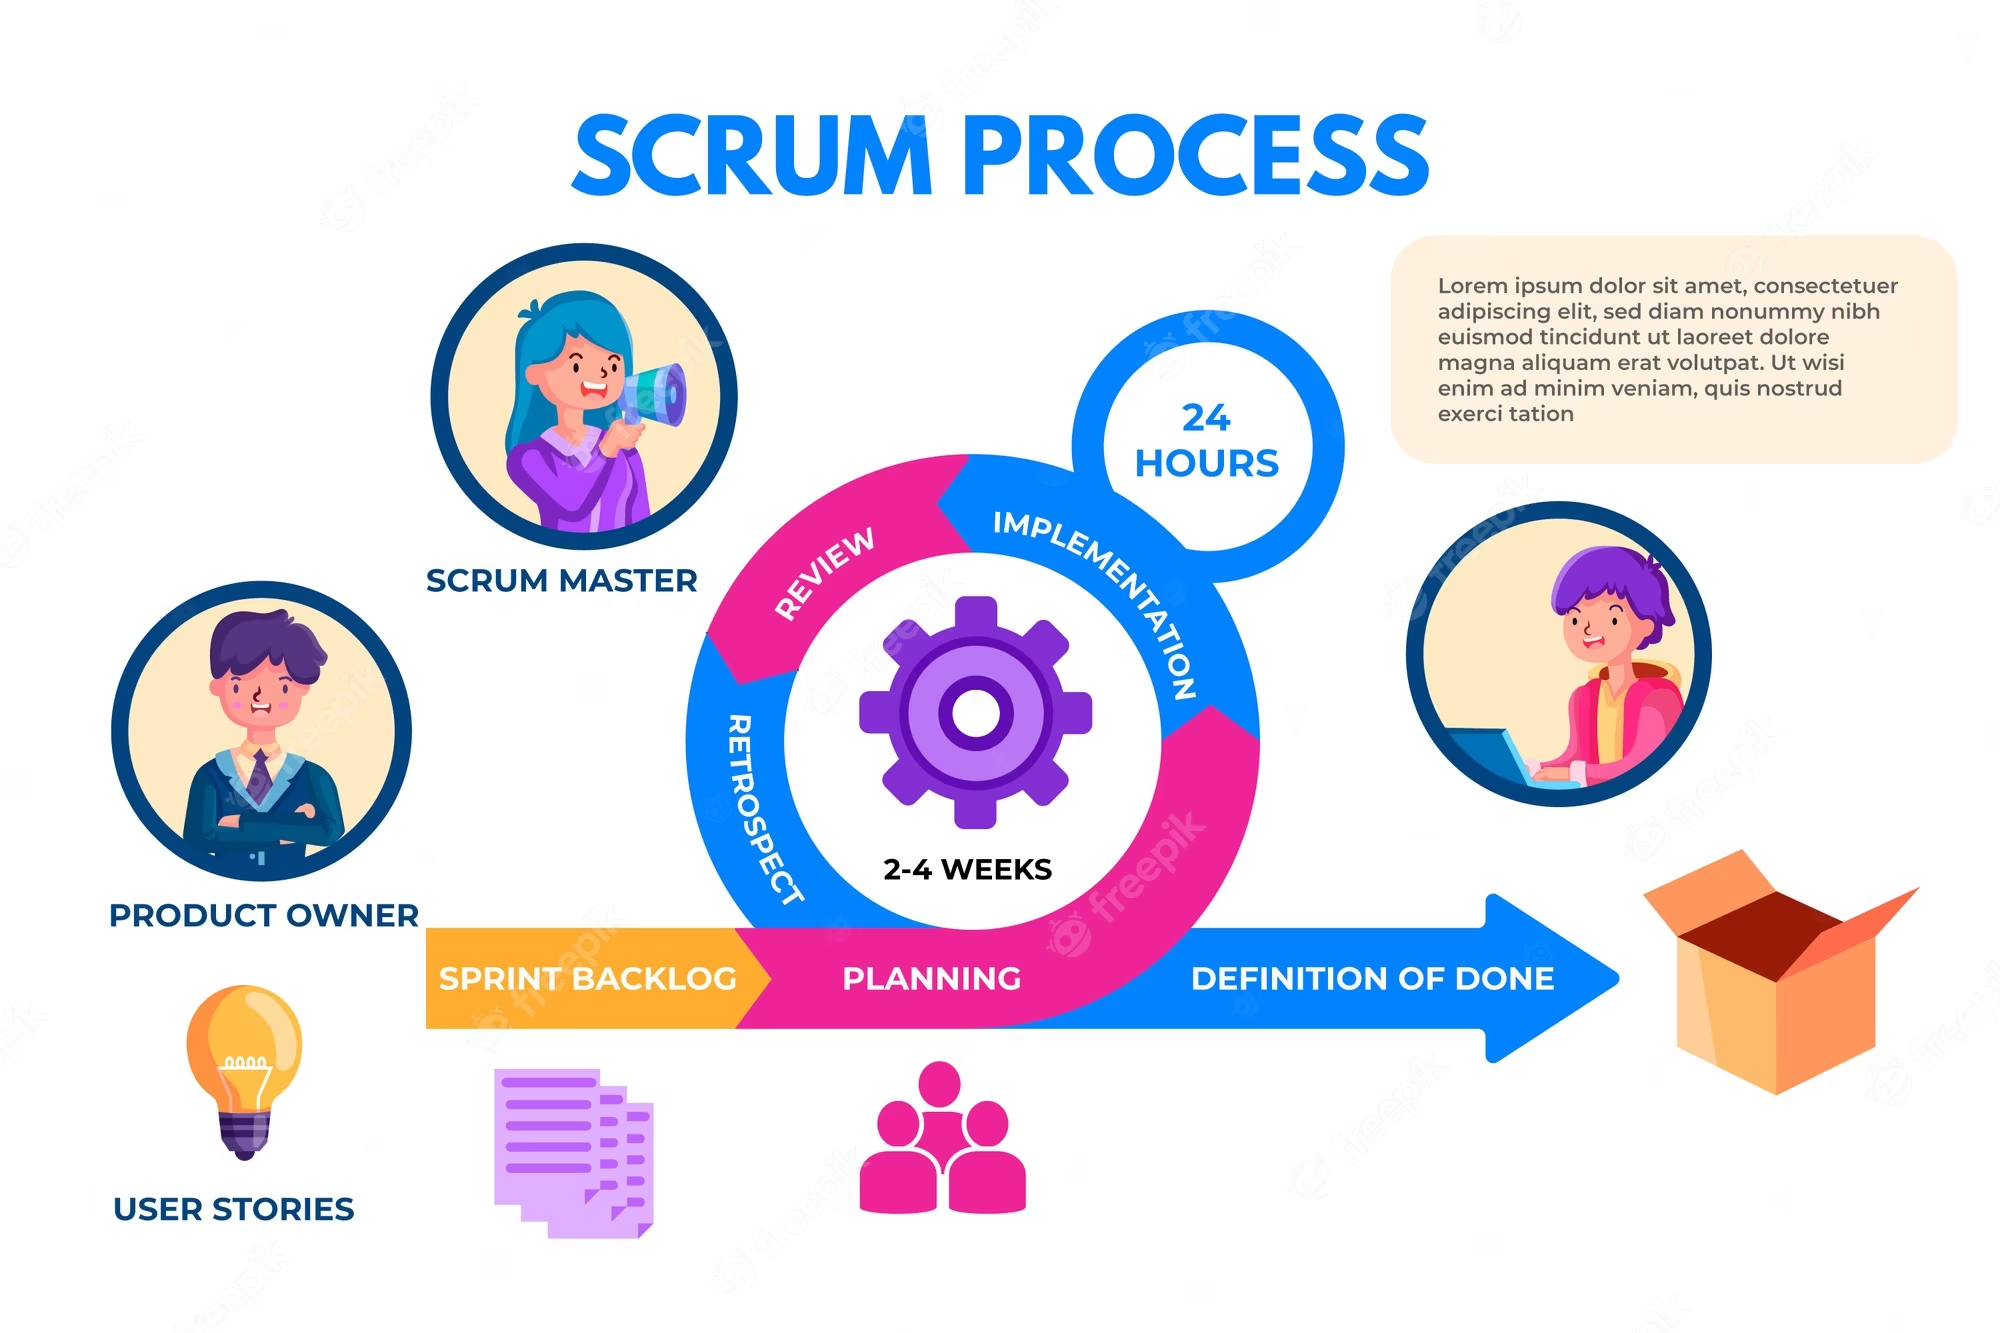 SCRUM PROCESS
Lorem ipsum dolor sit amet, consectetuer
adipiscing elit, sed diam nonummy nibh
euismod tincidunt ut laoreet dolore
magna aliquam erat volutpat. Ut wisi
enim ad minim veniam, quis nostrud
exerci tation
24
HOURS
SCRUM MASTER
REVIEW
IMPLEMENTATION
RETROSPECT
2-4 WEEKS
PRODUCT OWNER
SPRINT BACKLOG
PLANNING
DEFINITION OF DONE
USER STORIES
freepik